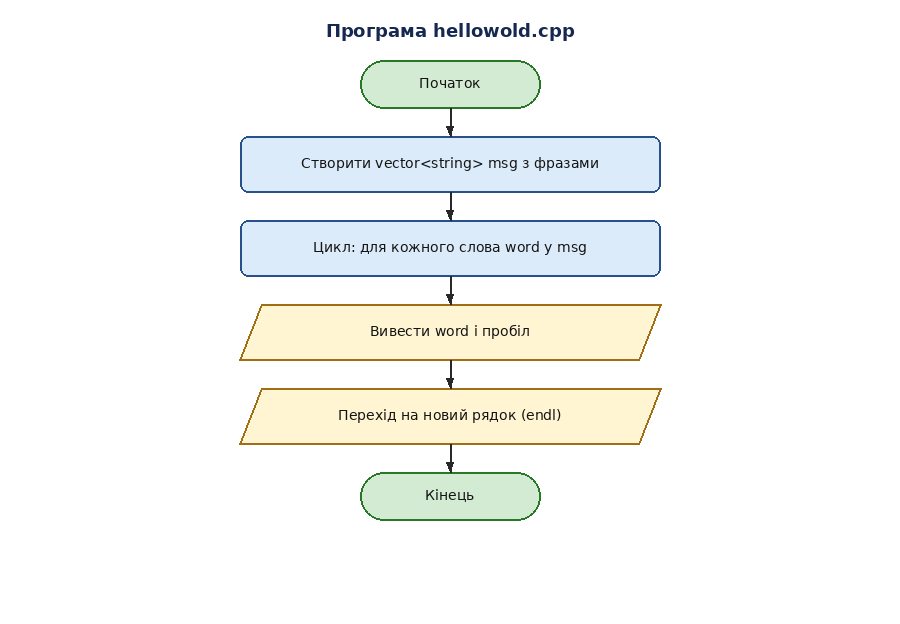 Програма hellowold.cpp
Початок
Створити vector<string> msg з фразами
Цикл: для кожного слова word у msg
Вивести word і пробіл
Перехід на новий рядок (endl)
Кінець